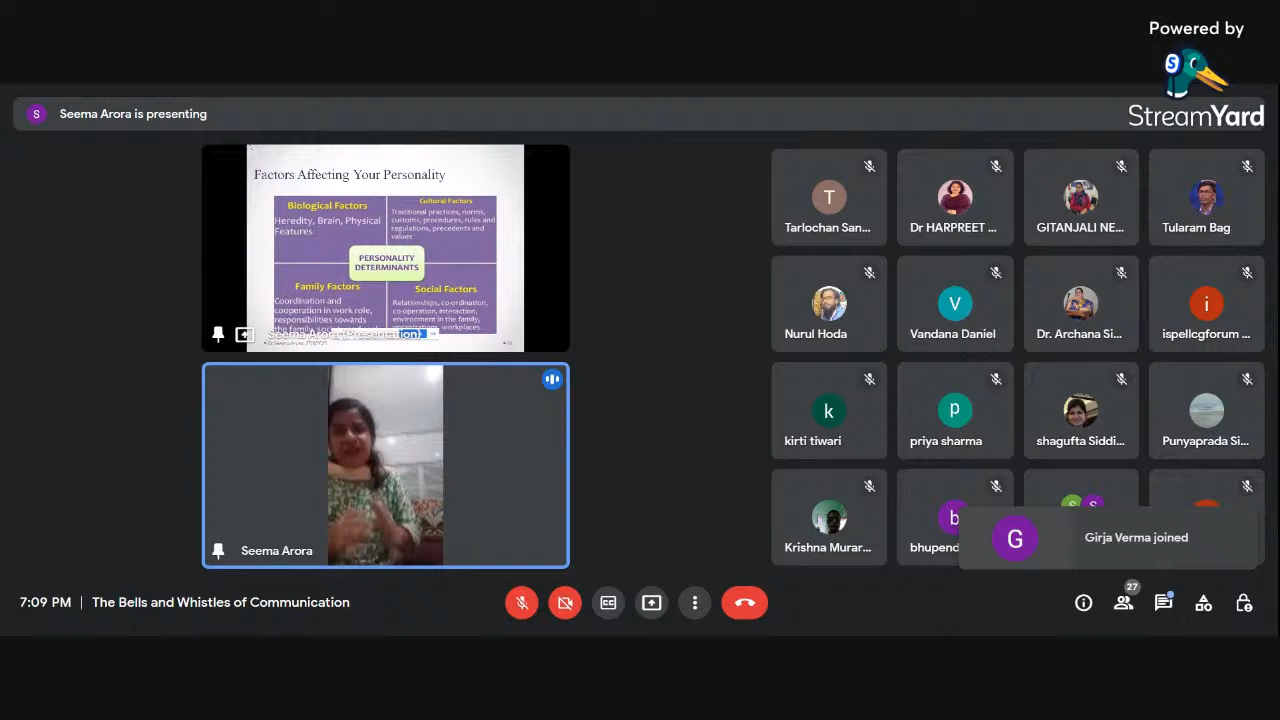 Powered by
S
StreamYard
S
Seema Arora is presenting
Factors Affecting Your Personality
Biological Factors
Heredity, Brain, Physical
Features
Cultural Factors
Traditional practices, norms,
customs, procedures, rules and
regulations, precedents and
values
PERSONALITY
DETERMINANTS
Family Factors
Coordination and
cooperation in work role,
responsibilities towards
Social Factors
Relationships, co-ordination,
co-operation, interaction,
environment in the family,
workplaces
Seema Arora (Presentation)
Seema Arora
T
Tarlochan San...
Dr HARPREET ...
GITANJALI NE...
Tularam Bag
Nurul Hoda
V
Vandana Daniel
Dr. Archana Si...
i
ispellcgforum ...
k
kirti tiwari
p
priya sharma
shagufta Siddi...
Punyaprada Si...
Krishna Murar...
b
bhupend
S
S
G
Girja Verma joined
7:09 PM | The Bells and Whistles of Communication
CC
27